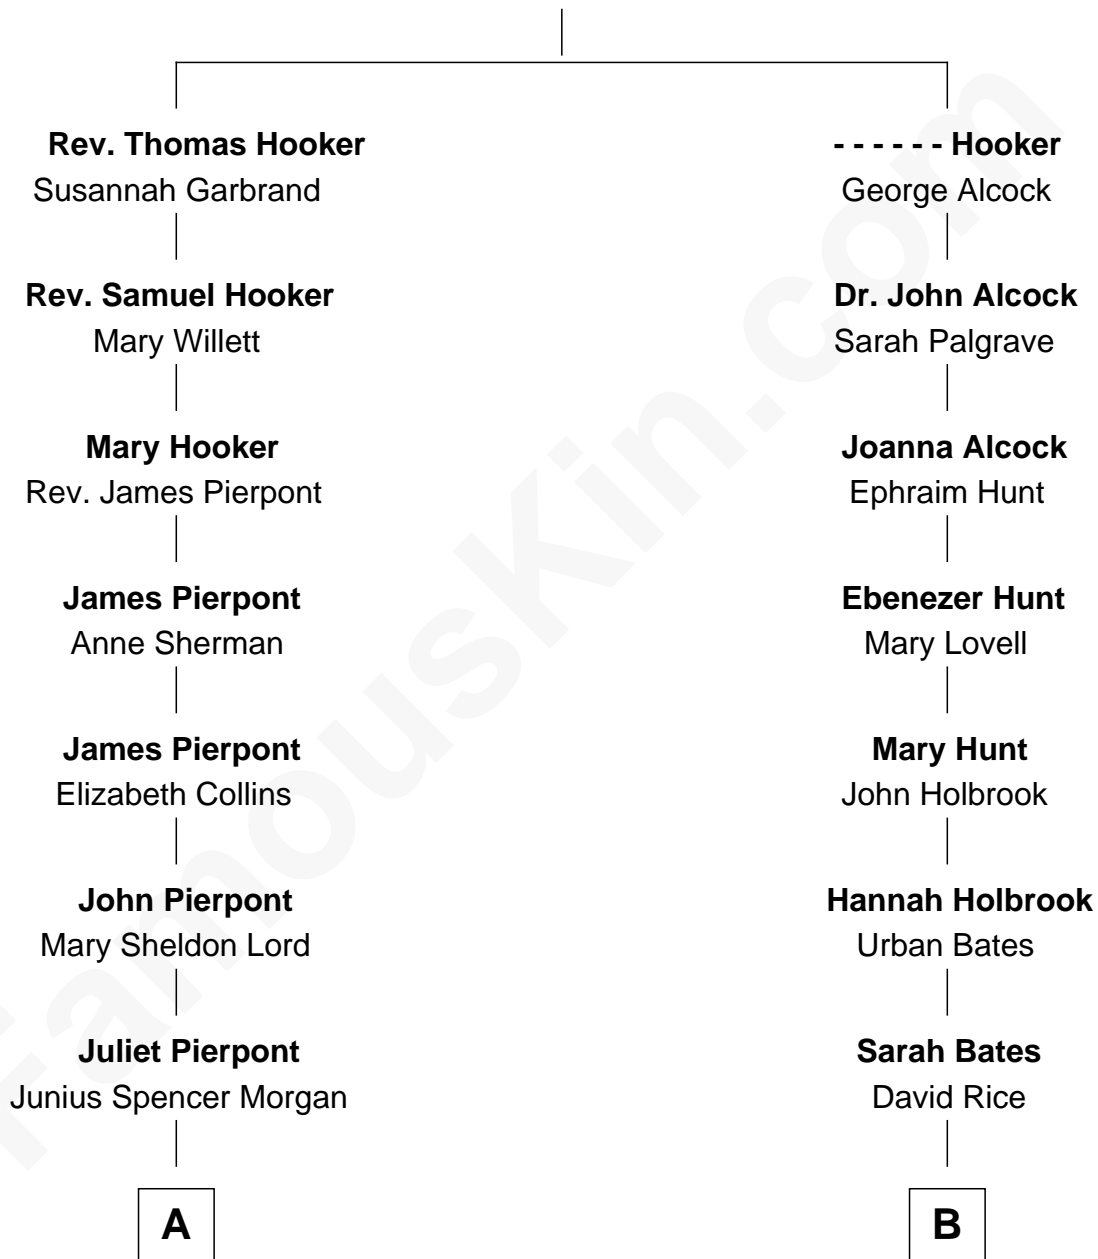 Rev. Thomas Hooker
Susannah Garbrand
Rev. Samuel Hooker
Mary Willett
Mary Hooker
Rev. James Pierpont
James Pierpont
Anne Sherman
James Pierpont
Elizabeth Collins
John Pierpont
Mary Sheldon Lord
Juliet Pierpont
Junius Spencer Morgan
A
- - - - - - Hooker
George Alcock
Dr. John Alcock
Sarah Palgrave
Joanna Alcock
Ephraim Hunt
Ebenezer Hunt
Mary Lovell
Mary Hunt
John Holbrook
Hannah Holbrook
Urban Bates
Sarah Bates
David Rice
B
FamousKin.com